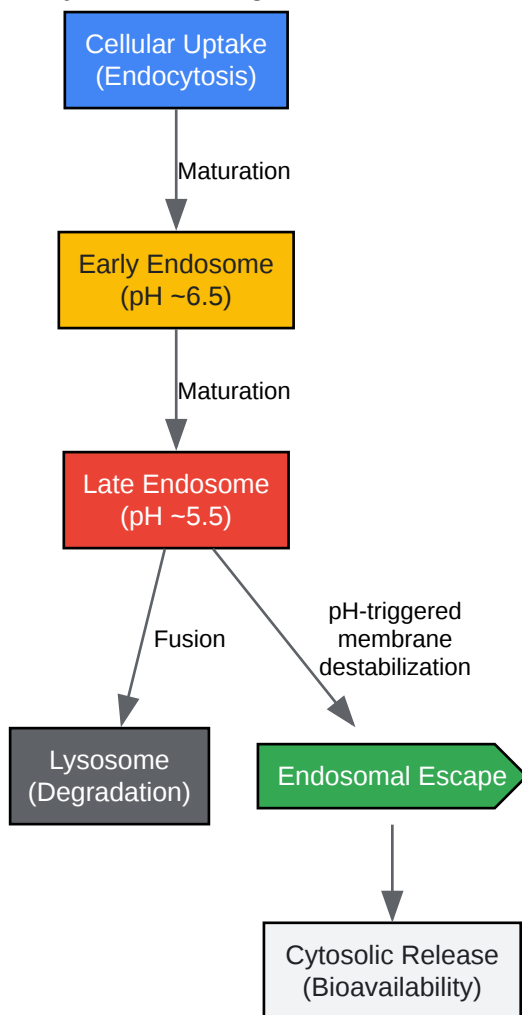 Cellular Uptake
(Endocytosis)
Maturation
Early Endosome
(pH ~6.5)
Maturation
Late Endosome
(pH ~5.5)
Fusion
pH-triggered
membrane
destabilization
Lysosome
(Degradation)
Endosomal Escape
Cytosolic Release
(Bioavailability)